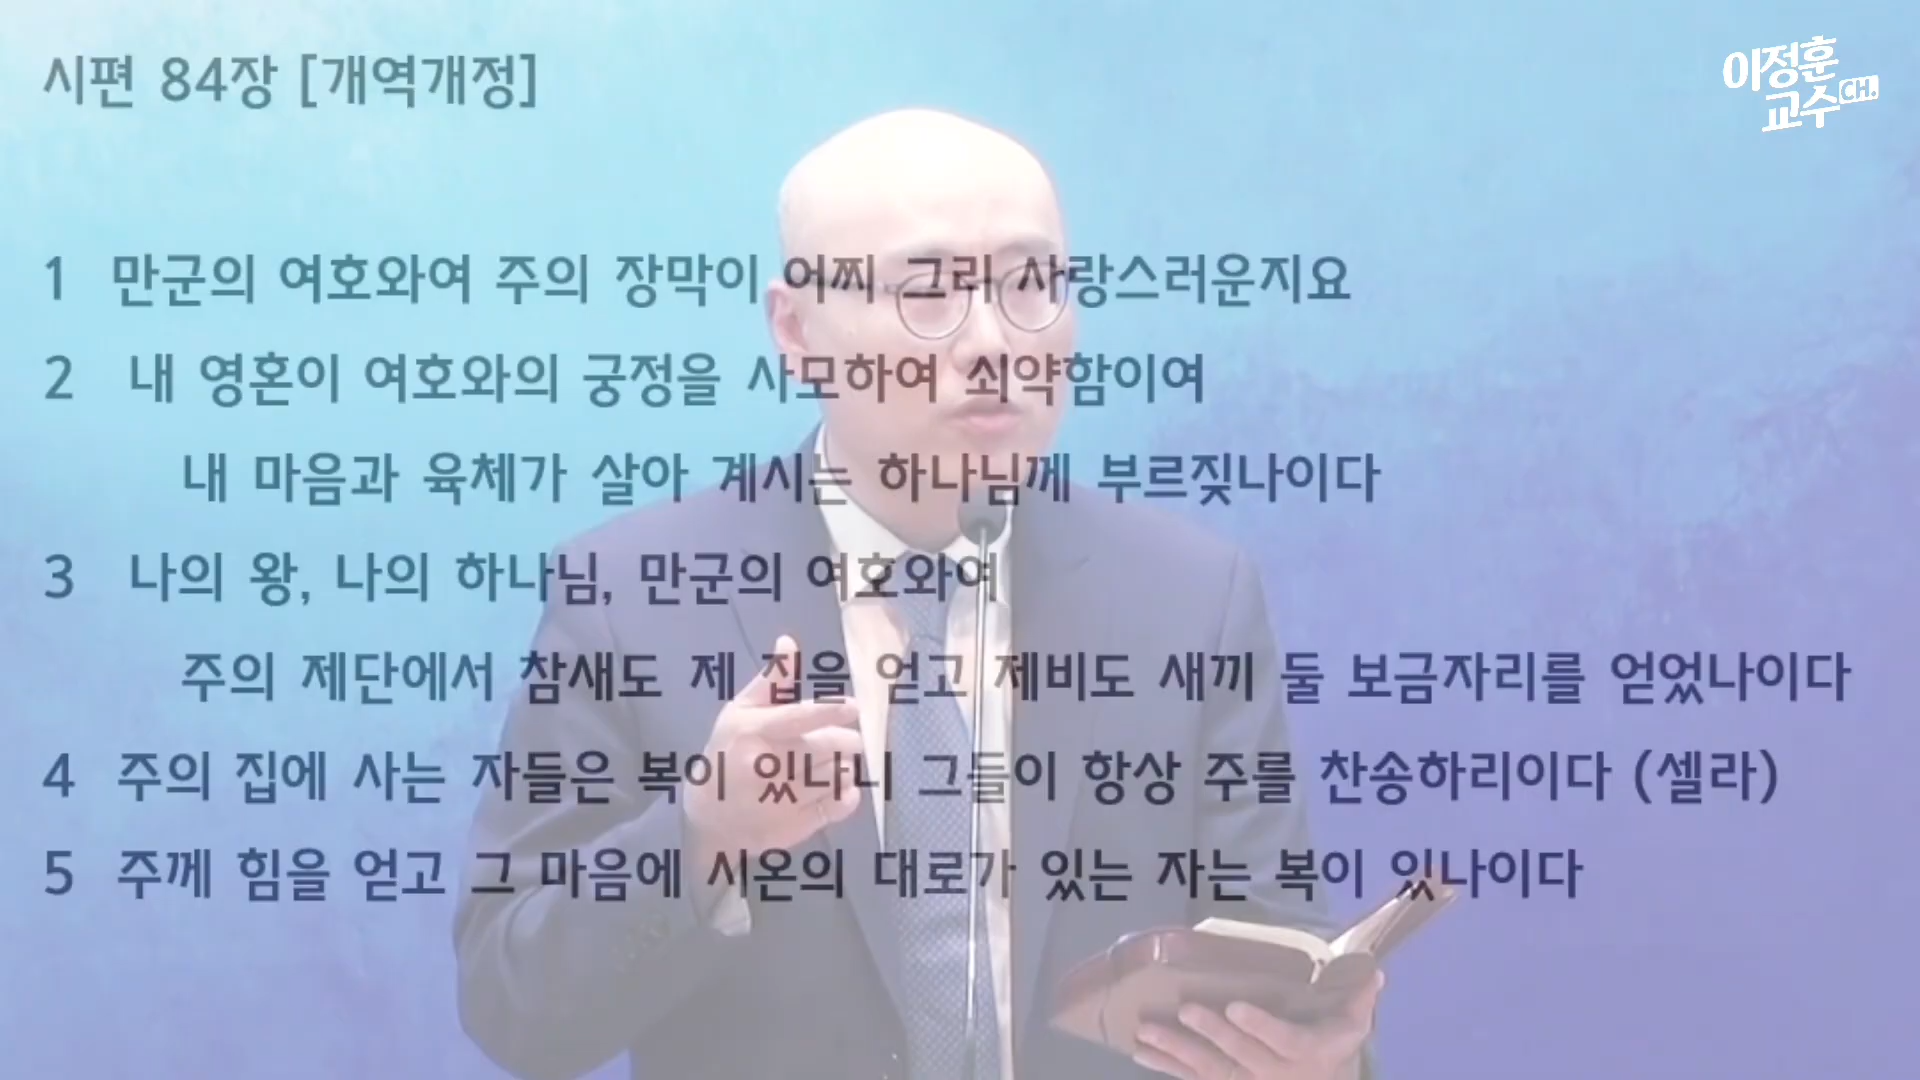 시편 84장 [개역개정]
이정훈
교수 CH.
1 만군의 여호와여 주의 장막이 어찌 그리 사랑스러운지요
2 내 영혼이 여호와의 궁정을 사모하여 쇠약함이여
내 마음과 육체가 살아 계시는 하나님께 부르짖나이다
3 나의 왕, 나의 하나님, 만군의 여호와여
주의 제단에서 참새도 제 집을 얻고 제비도 새끼 둘 보금자리를 얻었나이다
4 주의 집에 사는 자들은 복이 있나니 그들이 항상 주를 찬송하리이다 (셀라)
5 주께 힘을 얻고 그 마음에 시온의 대로가 있는 자는 복이 있나이다